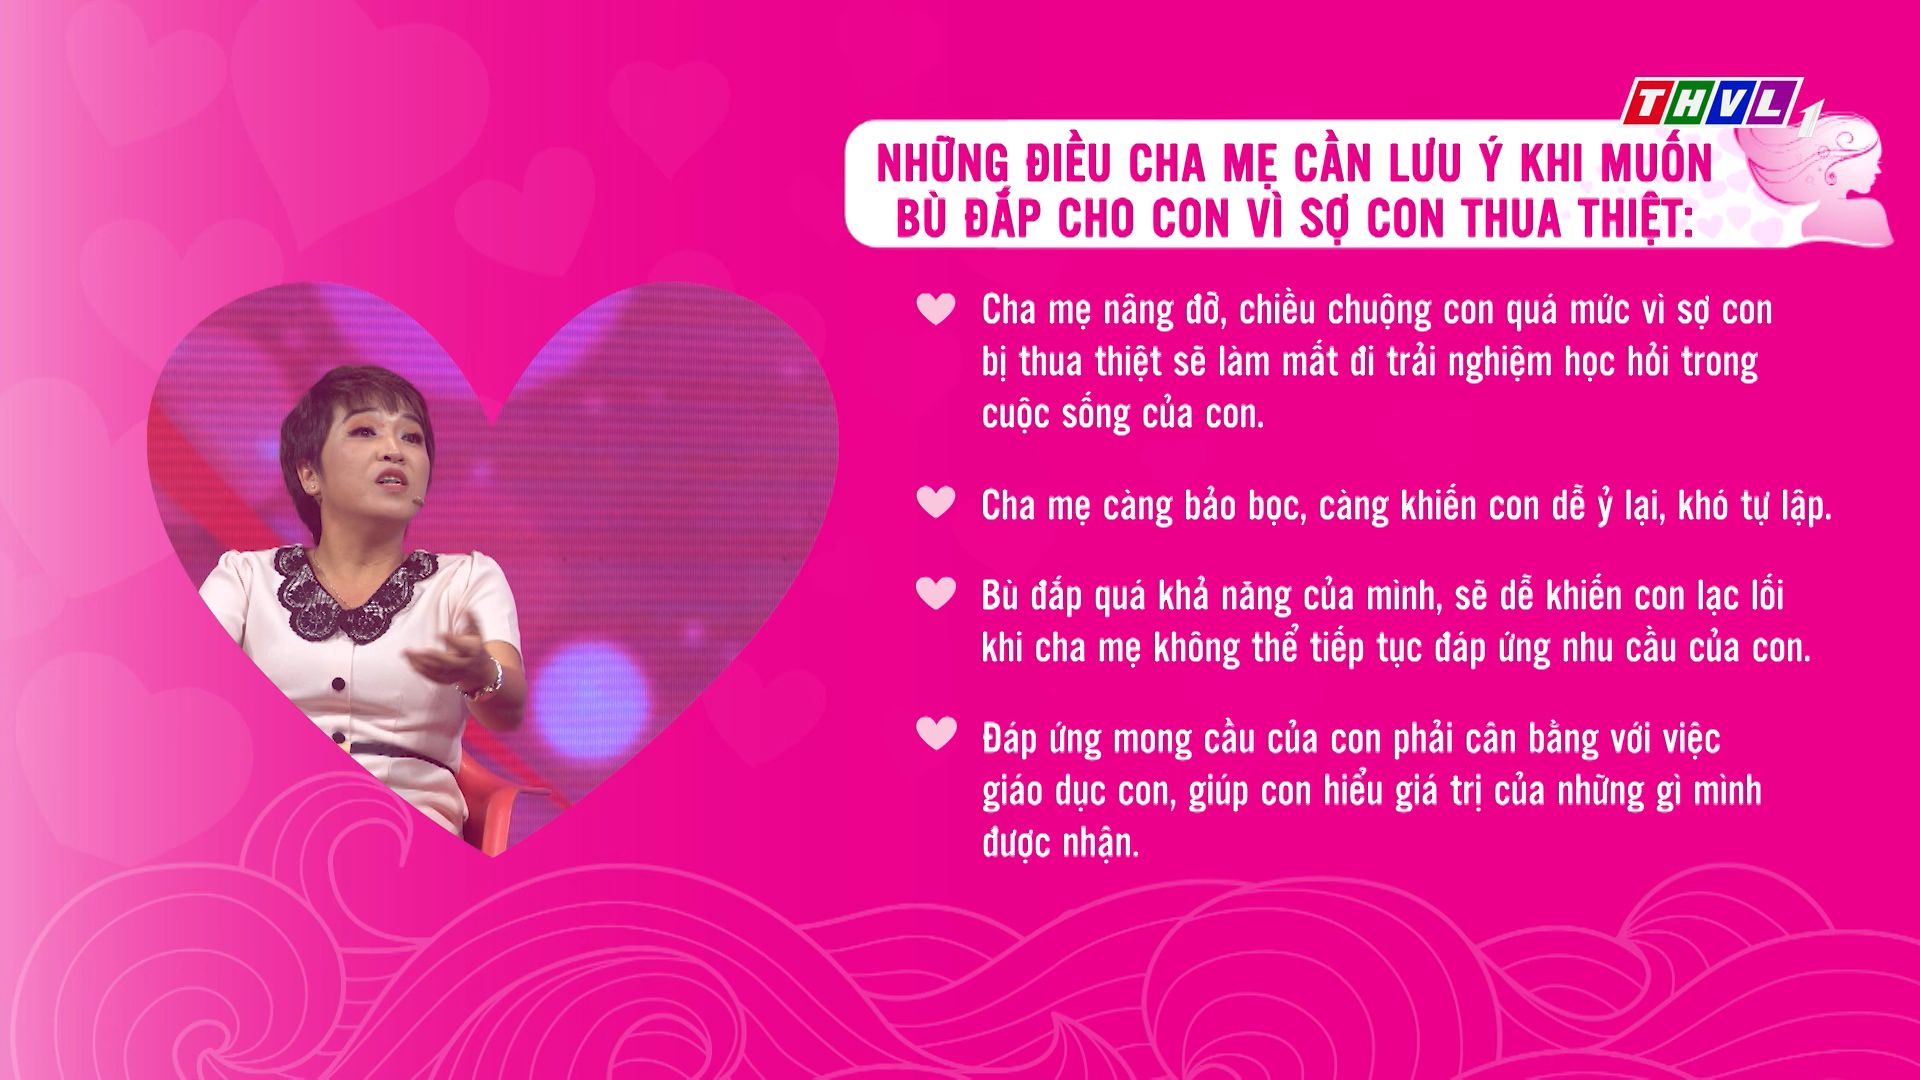 THVL1
NHỮNG ĐIỀU CHA MẸ CẦN LƯU Ý KHI MUỐN
BÙ ĐẮP CHO CON VÌ SỢ CON THUA THIỆT:
Cha mẹ nâng đỡ, chiều chuộng con quá mức vì sợ con
bị thua thiệt sẽ làm mất đi trải nghiệm học hỏi trong
cuộc sống của con.
Cha mẹ càng bảo bọc, càng khiến con dễ ỷ lại, khó tự lập.
Bù đắp quá khả năng của mình, sẽ dễ khiến con lạc lối
khi cha mẹ không thể tiếp tục đáp ứng nhu cầu của con.
Đáp ứng mong cầu của con phải cân bằng với việc
giáo dục con, giúp con hiểu giá trị của những gì mình
được nhận.